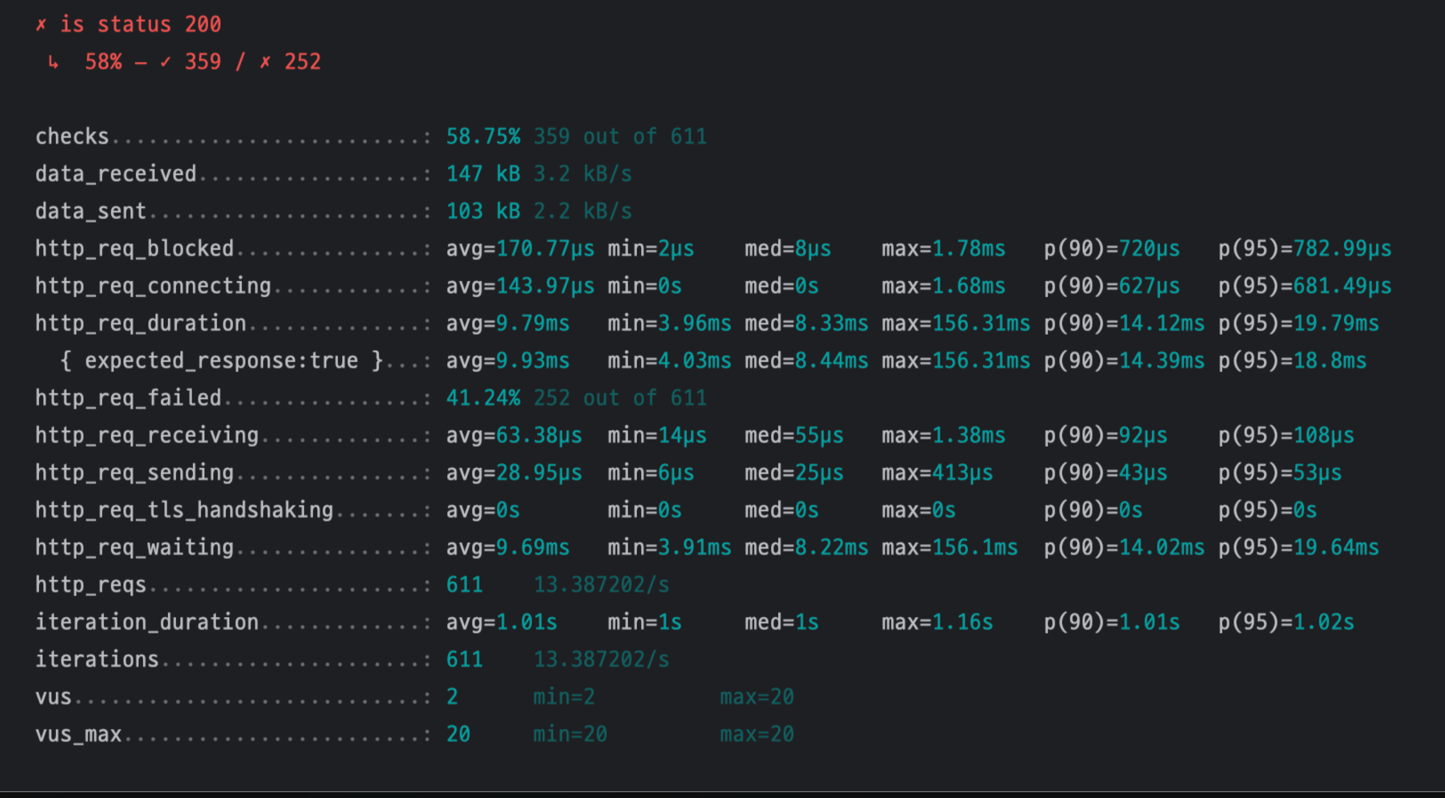 ✗ is status 200
↳ 58% — ✓ 359 / ✗ 252
checks.........................: 58.75% 359 out of 611
data_received..................: 147 kB 3.2 kB/s
data_sent......................: 103 kB 2.2 kB/s
http_req_blocked...............: avg=170.77µs min=2µs med=8µs max=1.78ms p(90)=720µs p(95)=782.99µs
http_req_connecting............: avg=143.97µs min=0s med=0s max=1.68ms p(90)=627µs p(95)=681.49µs
http_req_duration..............: avg=9.79ms min=3.96ms med=8.33ms max=156.31ms p(90)=14.12ms p(95)=19.79ms
{ expected_response:true }...: avg=9.93ms min=4.03ms med=8.44ms max=156.31ms p(90)=14.39ms p(95)=18.8ms
http_req_failed................: 41.24% 252 out of 611
http_req_receiving.............: avg=63.38µs min=14µs med=55µs max=1.38ms p(90)=92µs p(95)=108µs
http_req_sending...............: avg=28.95µs min=6µs med=25µs max=413µs p(90)=43µs p(95)=53µs
http_req_tls_handshaking.......: avg=0s min=0s med=0s max=0s p(90)=0s p(95)=0s
http_req_waiting...............: avg=9.69ms min=3.91ms med=8.22ms max=156.1ms p(90)=14.02ms p(95)=19.64ms
http_reqs......................: 611 13.387202/s
iteration_duration.............: avg=1.01s min=1s med=1s max=1.16s p(90)=1.01s p(95)=1.02s
iterations.....................: 611 13.387202/s
vus............................: 2 min=2 max=20
vus_max........................: 20 min=20 max=20